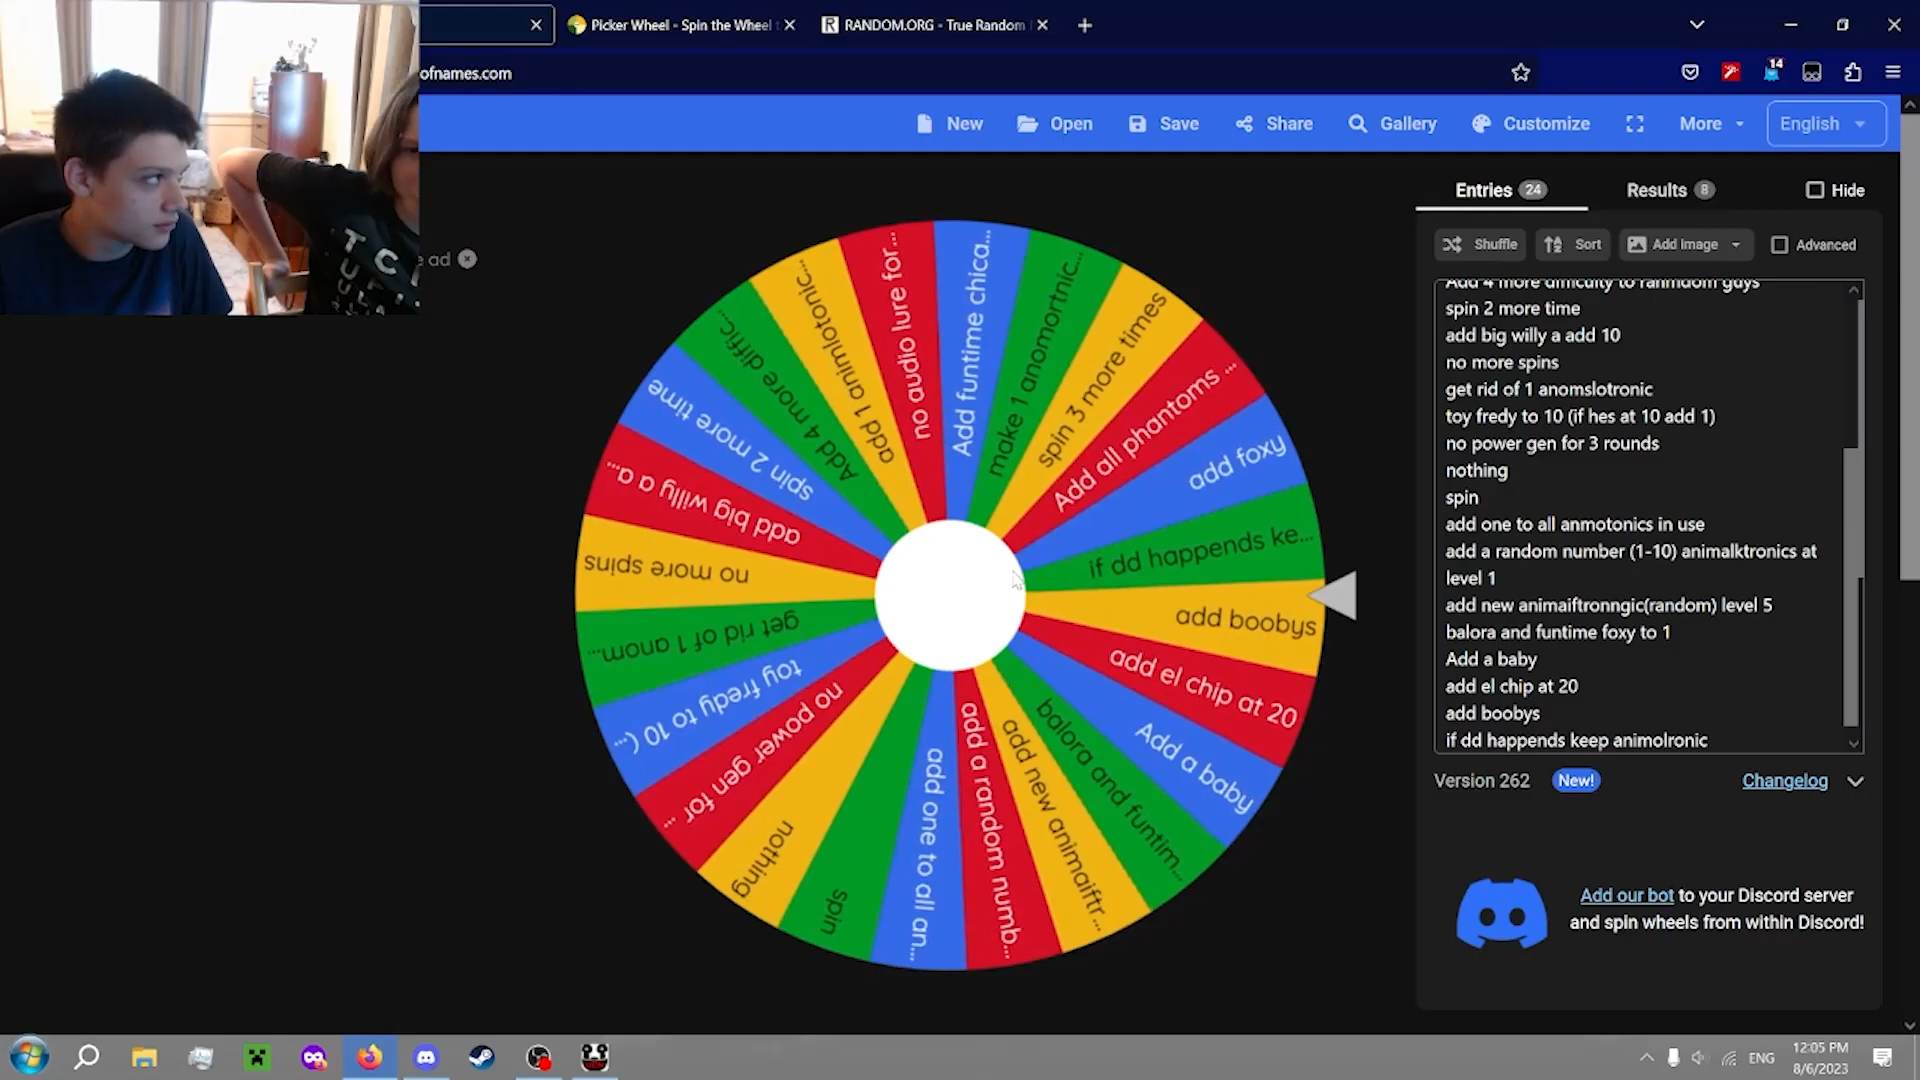 Picker Wheel - Spin the Wheel
RANDOM.ORG - True Random
ofnames.com
14
New
Open
Save
Share
Gallery
Customize
More
English
e ad
Entries 24
Results 8
Hide
Shuffle
Sort
Add image
Advanced
Add 4 more difficulty to ranmdom guys
spin 2 more time
add big willy a add 10
no more spins
get rid of 1 anomslotronic
toy fredy to 10 (if hes at 10 add 1)
no power gen for 3 rounds
nothing
spin
add one to all anmotonics in use
add a random number (1-10) animalktronics at
level 1
add new animaiftronngic(random) level 5
balora and funtime foxy to 1
Add a baby
add el chip at 20
add boobys
if dd happends keep animolronic
Version 262
New!
Changelog
Add our bot to your Discord server
and spin wheels from within Discord!
Add funtime chica...
make 1 anomortnic...
spin 3 more times
Add all phantoms ...
add foxy
if dd happends ke...
add boobys
add el chip at 20
Add a baby
balora and funtim...
add new animaiftr...
add a random numb...
add one to all an...
spin
nothing
no power gen for ...
toy fredy to 10 (...
get rid of 1 anom...
no more spins
add big willy a a...
spin 2 more time
Add 4 more diffic...
add 1 animlotonic...
no audio lure for...
ENG
12:05 PM
8/6/2023